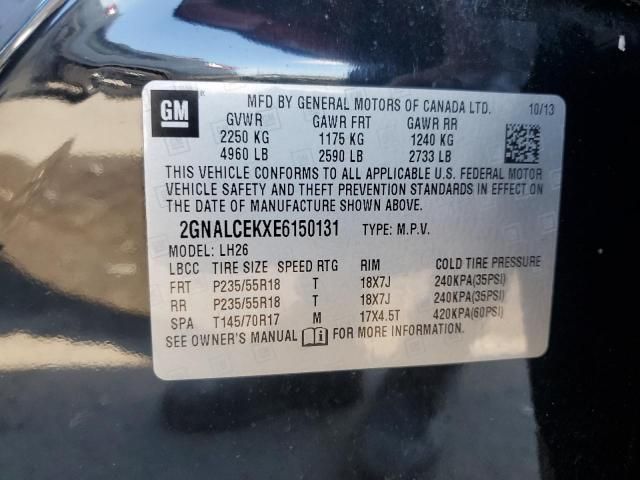 GM
MFD BY GENERAL MOTORS OF CANADA LTD. 10/13
GVWR GAWR FRT GAWR RR
2250 KG 1175 KG 1240 KG
4960 LB 2590 LB 2733 LB
THIS VEHICLE CONFORMS TO ALL APPLICABLE U.S. FEDERAL MOTOR
VEHICLE SAFETY AND THEFT PREVENTION STANDARDS IN EFFECT ON
THE DATE OF MANUFACTURE SHOWN ABOVE.
2GNALCEKXE6150131 TYPE: M.P.V.
MODEL: LH26
LBCC TIRE SIZE SPEED RTG RIM COLD TIRE PRESSURE
FRT P235/55R18 T 18X7J 240KPA(35PSI)
RR P235/55R18 T 18X7J 240KPA(35PSI)
SPA T145/70R17 M 17X4.5T 420KPA(60PSI)
SEE OWNER'S MANUAL FOR MORE INFORMATION.